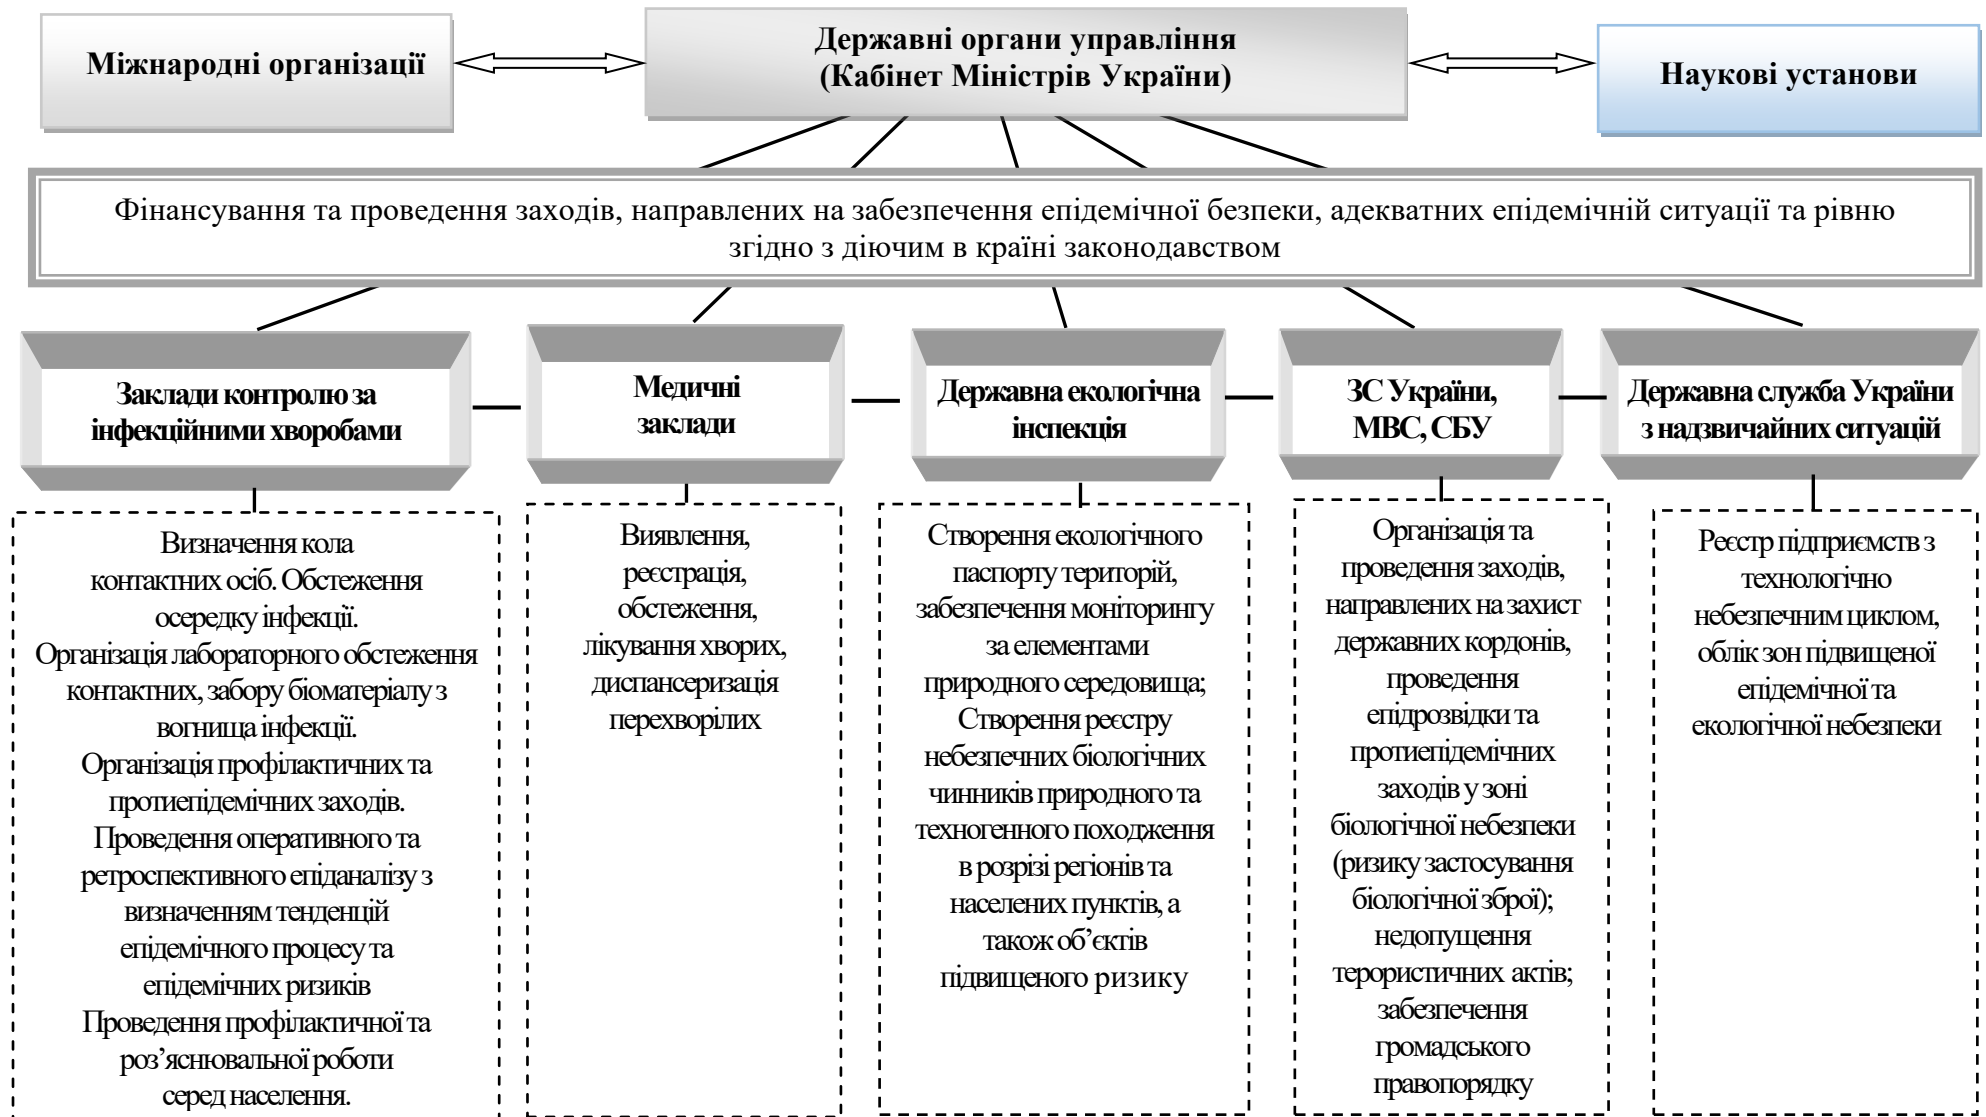 Міжнародні організації
Державні органи управління
(Кабінет Міністрів України)
Наукові установи
Фінансування та проведення заходів, направлених на забезпечення епідемічної безпеки, адекватних епідемічній ситуації та рівню
згідно з діючим в країні законодавством
Заклади контролю за
інфекційними хворобами
Медичні
заклади
Державна екологічна
інспекція
ЗС України,
МВС, СБУ
Державна служба України
з надзвичайних ситуацій
Визначення кола
контактних осіб. Обстеження
осередку інфекції.
Організація лабораторного обстеження
контактних, забору біоматеріалу з
вогнища інфекції.
Організація профілактичних та
протиепідемічних заходів.
Проведення оперативного та
ретроспективного епіданалізу з
визначенням тенденцій
епідемічного процесу та
епідемічних ризиків
Проведення профілактичної та
роз’яснювальної роботи
серед населення.
Виявлення,
реєстрація,
обстеження,
лікування хворих,
диспансеризація
перехворілих
Створення екологічного
паспорту територій,
забезпечення моніторингу
за елементами
природного середовища;
Створення реєстру
небезпечних біологічних
чинників природного та
техногенного походження
в розрізі регіонів та
населених пунктів, а
також об’єктів
підвищеного ризику
Організація та
проведення заходів,
направлених на захист
державних кордонів,
проведення
епідрозвідки та
протиепідемічних
заходів у зоні
біологічної небезпеки
(ризику застосування
біологічної зброї);
недопущення
терористичних актів;
забезпечення
громадського
правопорядку
Реєстр підприємств з
технологічно
небезпечним циклом,
облік зон підвищеної
епідемічної та
екологічної небезпеки